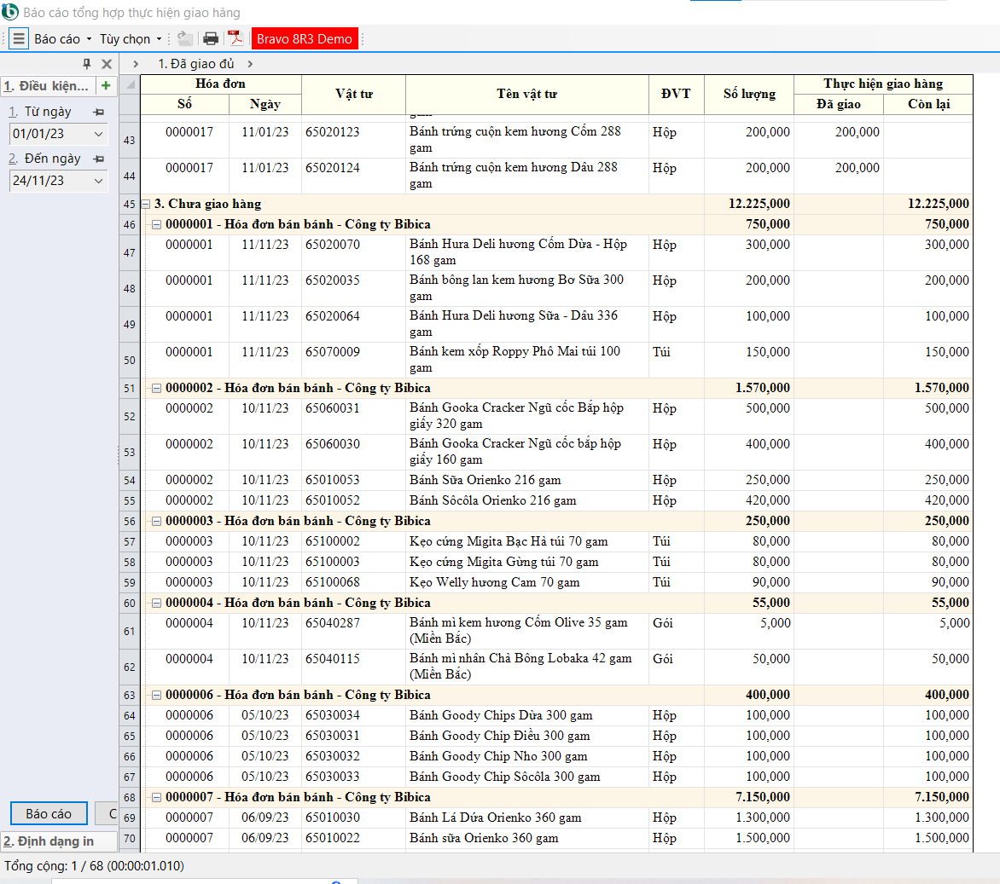 Báo cáo tổng hợp thực hiện giao hàng
Báo cáo Tùy chọn Bravo 8R3 Demo
1. Điều kiện...
1. Từ ngày
01/01/23
2. Đến ngày
24/11/23
Báo cáo C
2. Định dạng in
1. Đã giao đủ
Hóa đơn Vật tư Tên vật tư ĐVT Số lượng Thực hiện giao hàng
Số Ngày Đã giao Còn lại
gam
43 0000017 11/01/23 65020123 Bánh trứng cuộn kem hương Cốm 288 Hộp 200,000 200,000
gam
44 0000017 11/01/23 65020124 Bánh trứng cuộn kem hương Dâu 288 Hộp 200,000 200,000
gam
45 3. Chưa giao hàng 12.225,000 12.225,000
46 0000001 - Hóa đơn bán bánh - Công ty Bibica 750,000 750,000
47 0000001 11/11/23 65020070 Bánh Hura Deli hương Cốm Dừa - Hộp Hộp 300,000 300,000
168 gam
48 0000001 11/11/23 65020035 Bánh bông lan kem hương Bơ Sữa 300 Hộp 200,000 200,000
gam
49 0000001 11/11/23 65020064 Bánh Hura Deli hương Sữa - Dâu 336 Hộp 100,000 100,000
gam
50 0000001 11/11/23 65070009 Bánh kem xốp Roppy Phô Mai túi 100 Túi 150,000 150,000
gam
51 0000002 - Hóa đơn bán bánh - Công ty Bibica 1.570,000 1.570,000
52 0000002 10/11/23 65060031 Bánh Gooka Cracker Ngũ cốc Bắp hộp Hộp 500,000 500,000
giấy 320 gam
53 0000002 10/11/23 65060030 Bánh Gooka Cracker Ngũ cốc bắp hộp Hộp 400,000 400,000
giấy 160 gam
54 0000002 10/11/23 65010053 Bánh Sữa Orienko 216 gam Hộp 250,000 250,000
55 0000002 10/11/23 65010052 Bánh Sôcôla Orienko 216 gam Hộp 420,000 420,000
56 0000003 - Hóa đơn bán bánh - Công ty Bibica 250,000 250,000
57 0000003 10/11/23 65100002 Kẹo cứng Migita Bạc Hà túi 70 gam Túi 80,000 80,000
58 0000003 10/11/23 65100003 Kẹo cứng Migita Gừng túi 70 gam Túi 80,000 80,000
59 0000003 10/11/23 65100068 Kẹo Welly hương Cam 70 gam Túi 90,000 90,000
60 0000004 - Hóa đơn bán bánh - Công ty Bibica 55,000 55,000
61 0000004 10/11/23 65040287 Bánh mì kem hương Cốm Olive 35 gam Gói 5,000 5,000
(Miền Bắc)
62 0000004 10/11/23 65040115 Bánh mì nhân Chà Bông Lobaka 42 gam Gói 50,000 50,000
(Miền Bắc)
63 0000006 - Hóa đơn bán bánh - Công ty Bibica 400,000 400,000
64 0000006 05/10/23 65030034 Bánh Goody Chips Dừa 300 gam Hộp 100,000 100,000
65 0000006 05/10/23 65030031 Bánh Goody Chip Điều 300 gam Hộp 100,000 100,000
66 0000006 05/10/23 65030032 Bánh Goody Chip Nho 300 gam Hộp 100,000 100,000
67 0000006 05/10/23 65030033 Bánh Goody Chip Sôcôla 300 gam Hộp 100,000 100,000
68 0000007 - Hóa đơn bán bánh - Công ty Bibica 7.150,000 7.150,000
69 0000007 06/09/23 65010030 Bánh Lá Dứa Orienko 360 gam Hộp 1.300,000 1.300,000
70 0000007 06/09/23 65010022 Bánh sữa Orienko 360 gam Hộp 1.500,000 1.500,000
Tổng cộng: 1 / 68 (00:00:01.010)